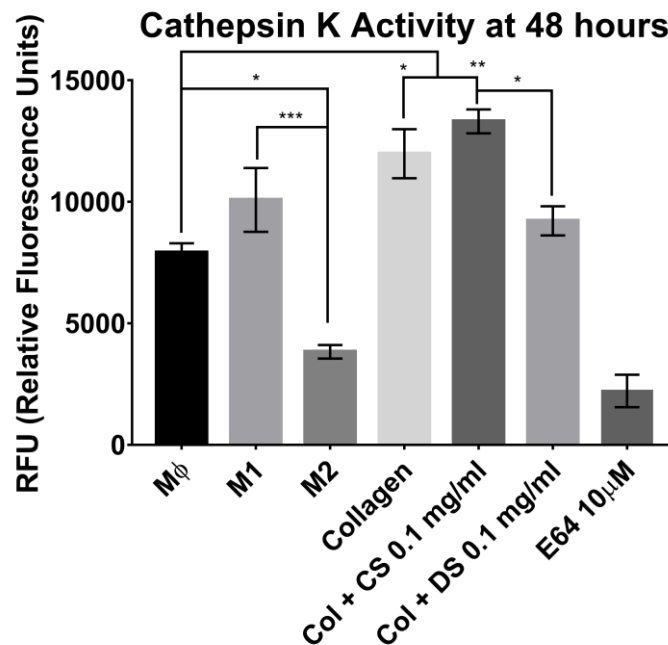 Cathepsin K Activity at 48 hours
RFU (Relative Fluorescence Units)
15000
10000
5000
0
*
***
*
**
*
Mϕ
M1
M2
Collagen
Col + CS 0.1 mg/ml
Col + DS 0.1 mg/ml
E64 10μM